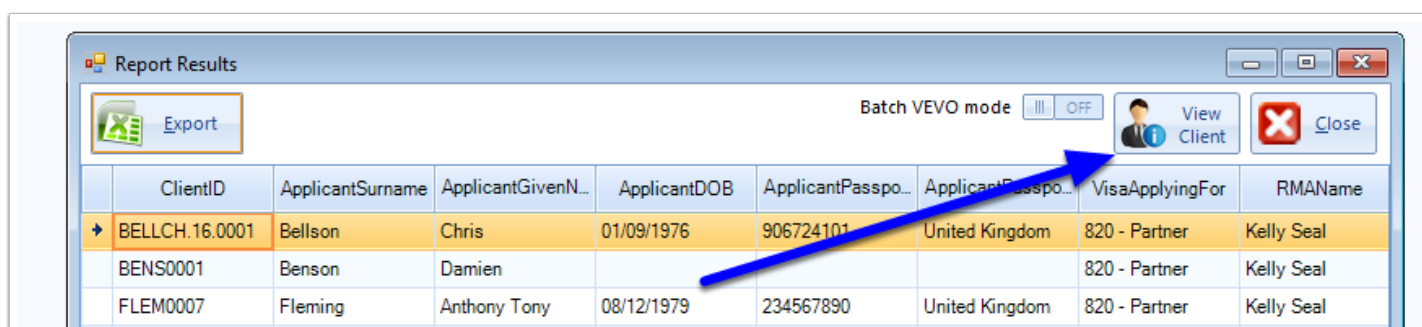 Report Results
Export
Batch VEVO mode OFF
View
Client
Close
ClientID ApplicantSurname ApplicantGivenN... ApplicantDOB ApplicantPasspo... ApplicantPasspo... VisaApplyingFor RMAName
BELLCH.16.0001 Bellson Chris 01/09/1976 906724101 United Kingdom 820 - Partner Kelly Seal
BENS0001 Benson Damien 820 - Partner Kelly Seal
FLEM0007 Fleming Anthony Tony 08/12/1979 234567890 United Kingdom 820 - Partner Kelly Seal